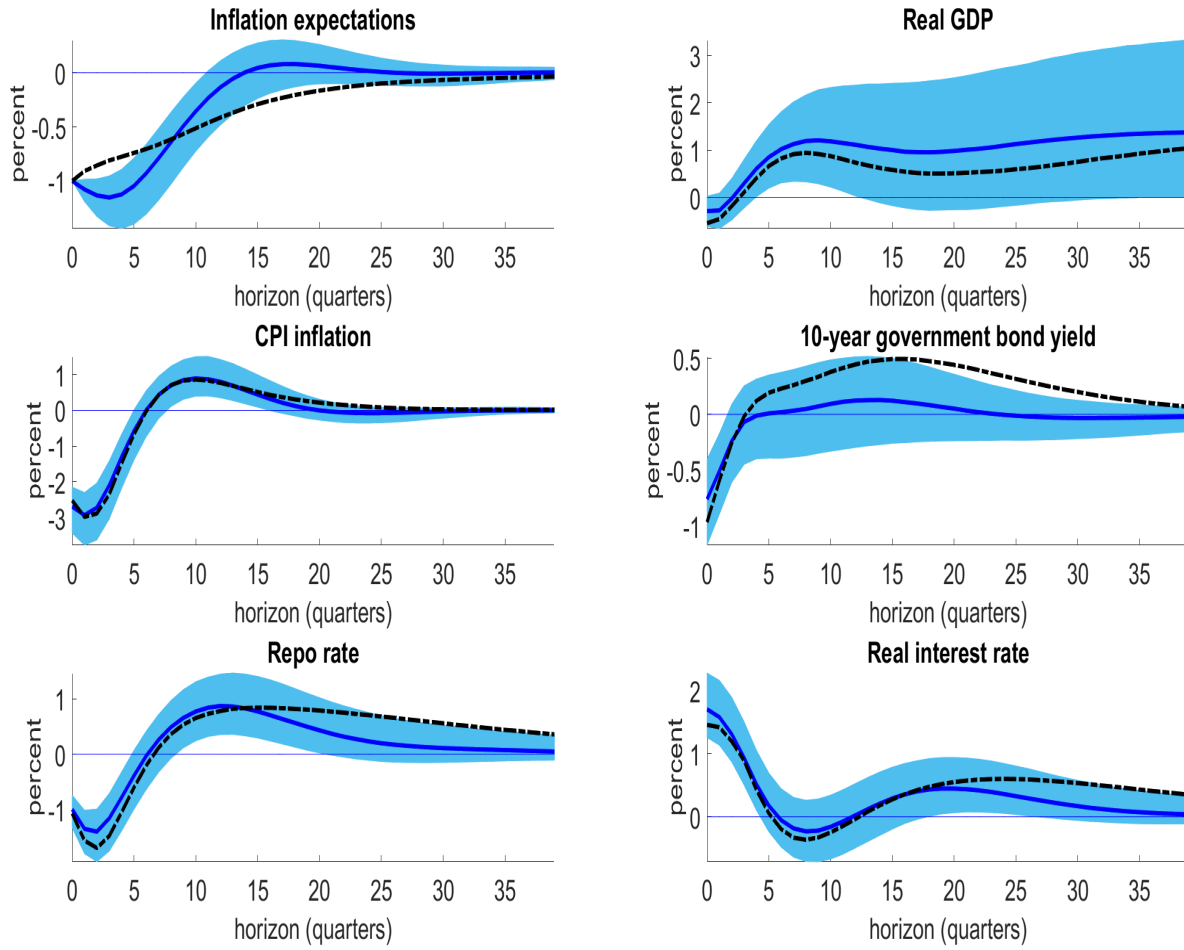 Inflation expectations
percent
0
-0.5
-1
0 5 10 15 20 25 30 35
horizon (quarters)
Real GDP
percent
3
2
1
0
0 5 10 15 20 25 30 35
horizon (quarters)
CPI inflation
percent
1
0
-1
-2
-3
0 5 10 15 20 25 30 35
horizon (quarters)
10-year government bond yield
percent
0.5
0
-0.5
-1
0 5 10 15 20 25 30 35
horizon (quarters)
Repo rate
percent
1
0
-1
0 5 10 15 20 25 30 35
horizon (quarters)
Real interest rate
percent
2
1
0
0 5 10 15 20 25 30 35
horizon (quarters)